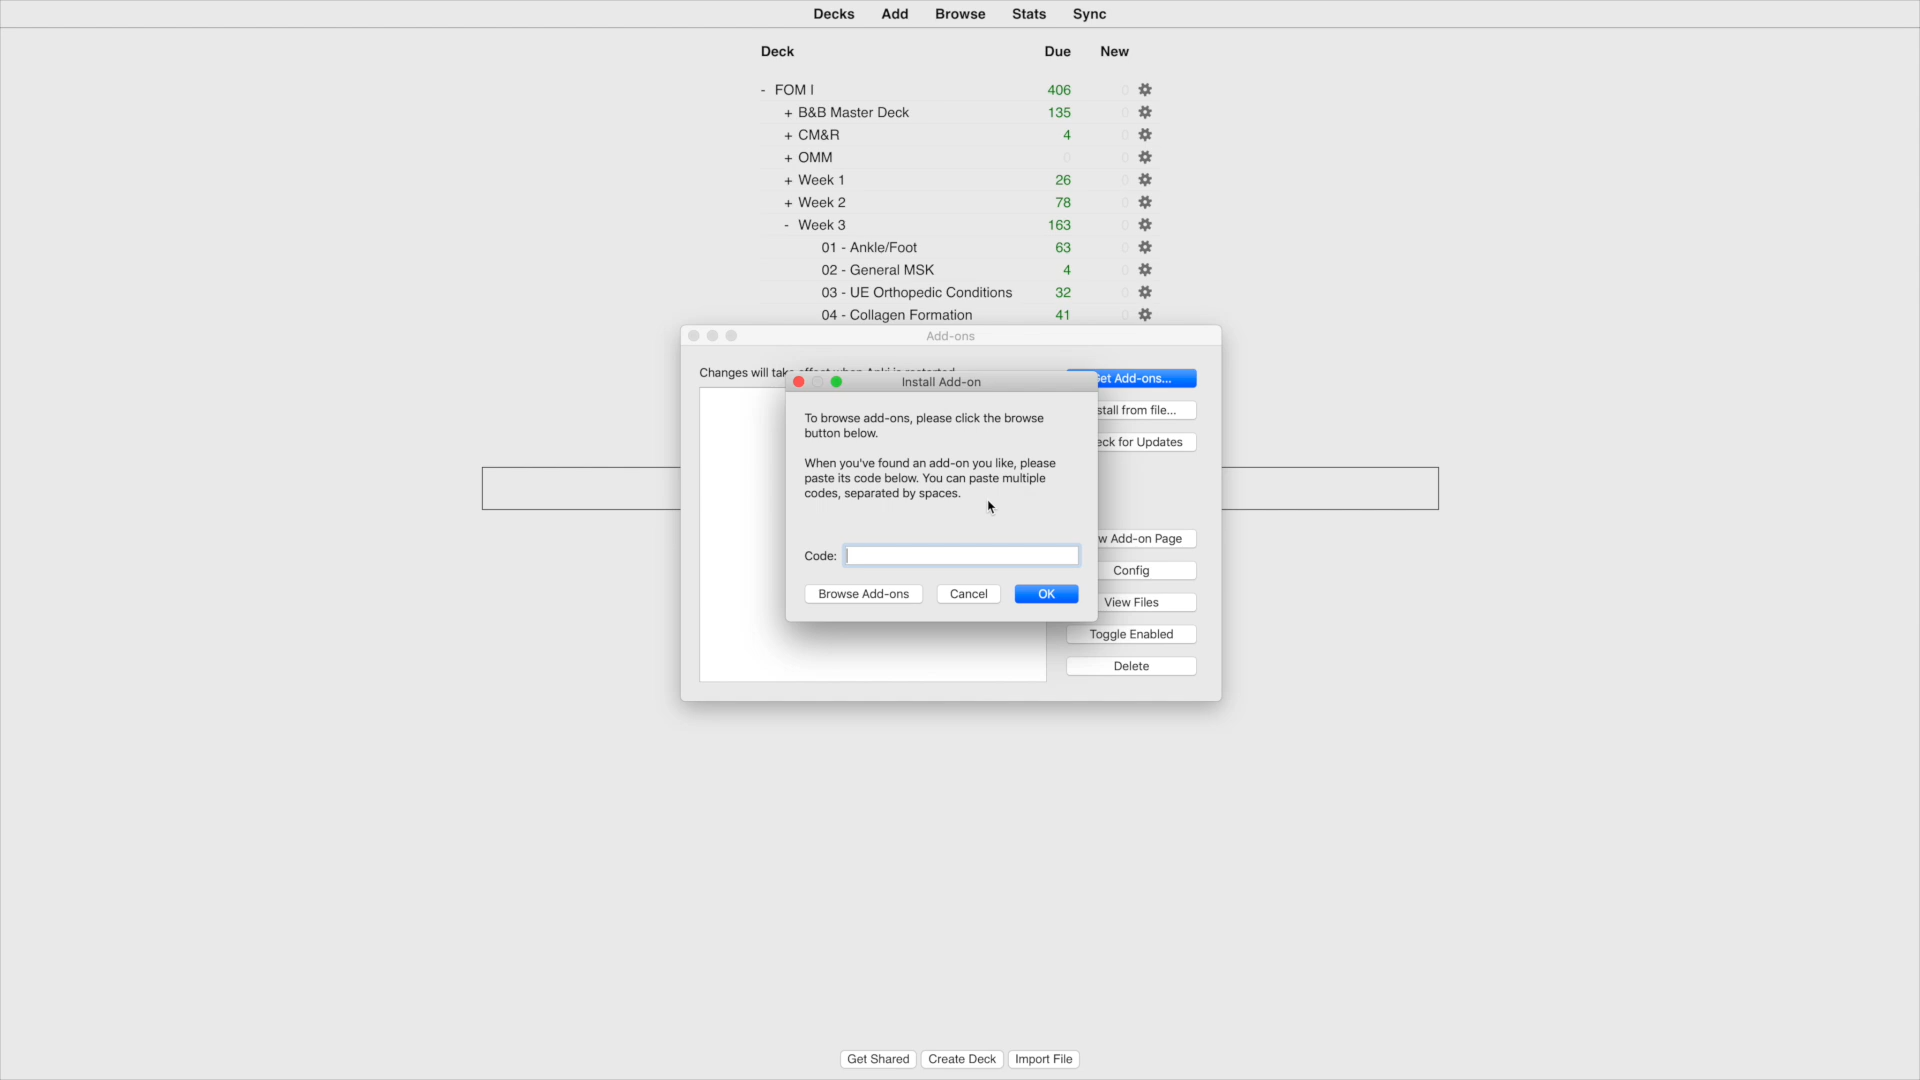 Decks Add Browse Stats Sync
Deck Due New
- FOM I 406 0
+ B&B Master Deck 135 0
+ CM&R 4 0
+ OMM 0 0
+ Week 1 26 0
+ Week 2 78 0
- Week 3 163 0
01 - Ankle/Foot 63 0
02 - General MSK 4 0
03 - UE Orthopedic Conditions 32 0
04 - Collagen Formation 41 0
Add-ons
Changes will take effect when Anki is restarted
Get Add-ons...
Install Add-on
stall from file...
To browse add-ons, please click the browse
button below.
eck for Updates
When you've found an add-on you like, please
paste its code below. You can paste multiple
codes, separated by spaces.
w Add-on Page
Code:
Config
Browse Add-ons Cancel OK
View Files
Toggle Enabled
Delete
Get Shared Create Deck Import File